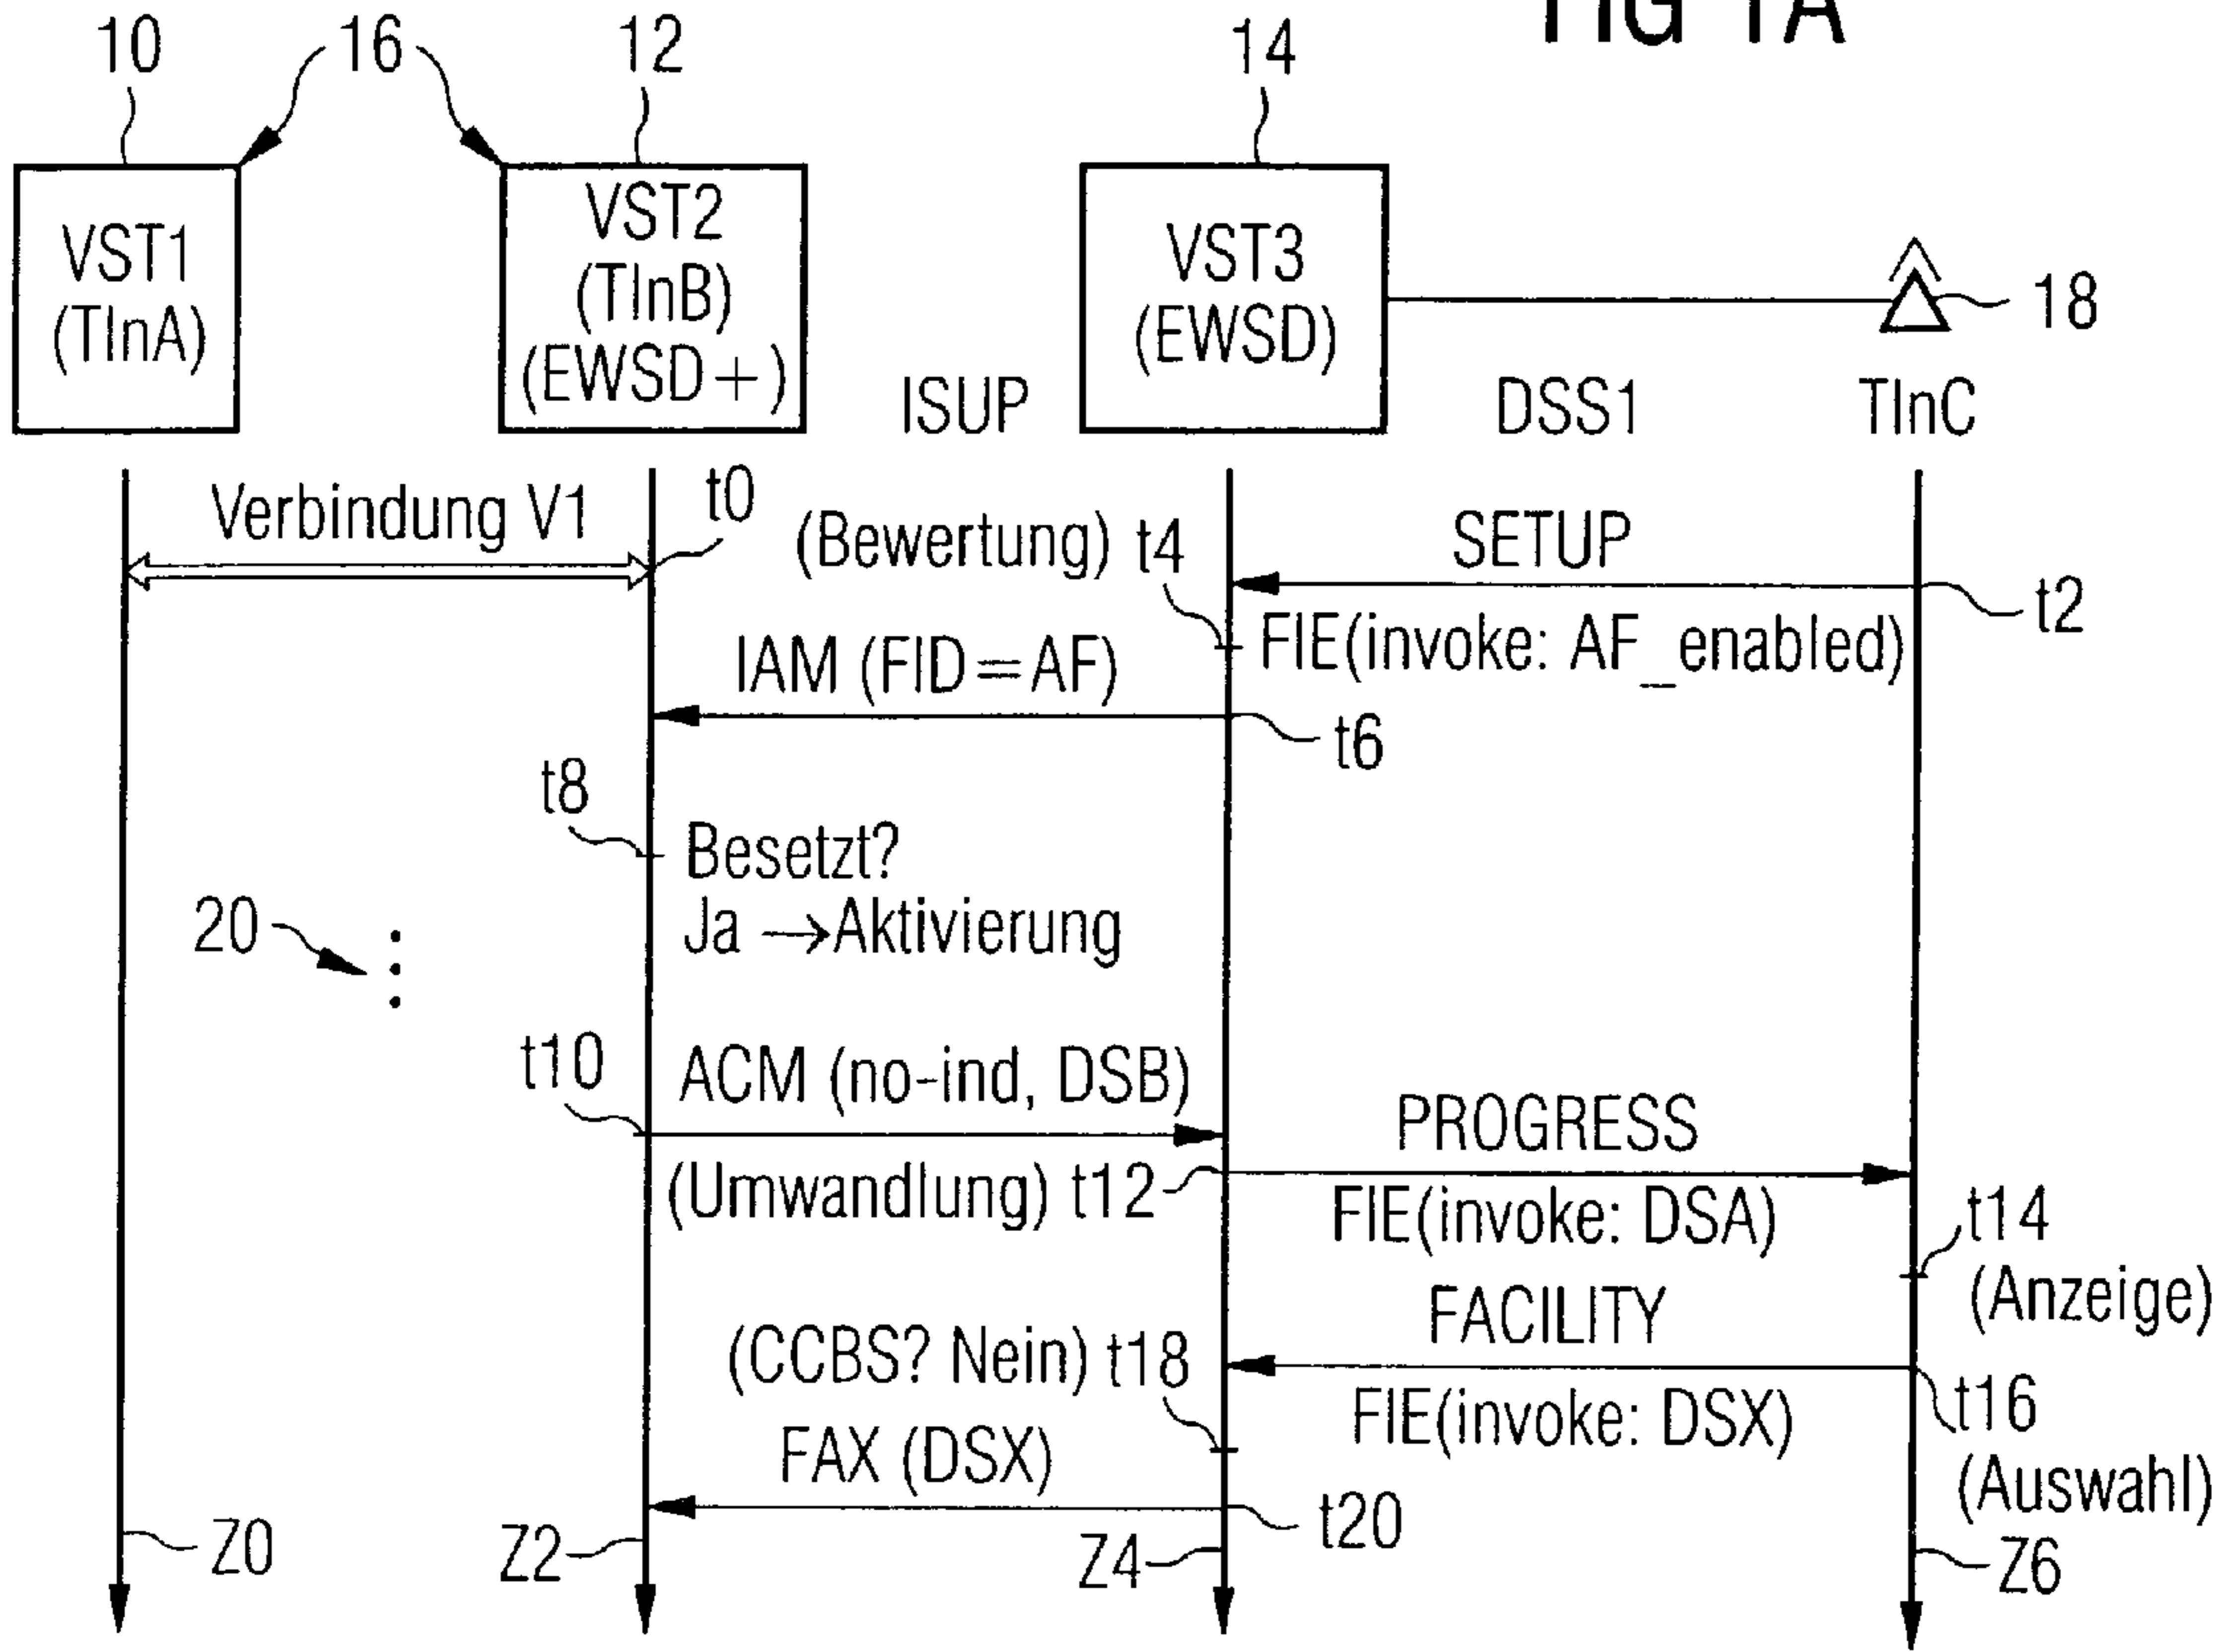 FIG 1A
10
16
12
14
VST1
(TlnA)
VST2
(TlnB)
(EWSD+)
ISUP
VST3
(EWSD)
DSS1
18
TlnC
Verbindung V1
t0
(Bewertung) t4
SETUP
t2
FIE(invoke: AF_enabled)
IAM (FID=AF)
t6
t8
Besetzt?
Ja →Aktivierung
20
t10
ACM (no-ind, DSB)
PROGRESS
(Umwandlung) t12
FIE(invoke: DSA)
t14
(Anzeige)
FACILITY
(CCBS? Nein) t18
FIE(invoke: DSX)
t16
(Auswahl)
FAX (DSX)
t20
Z0
Z2
Z4
Z6